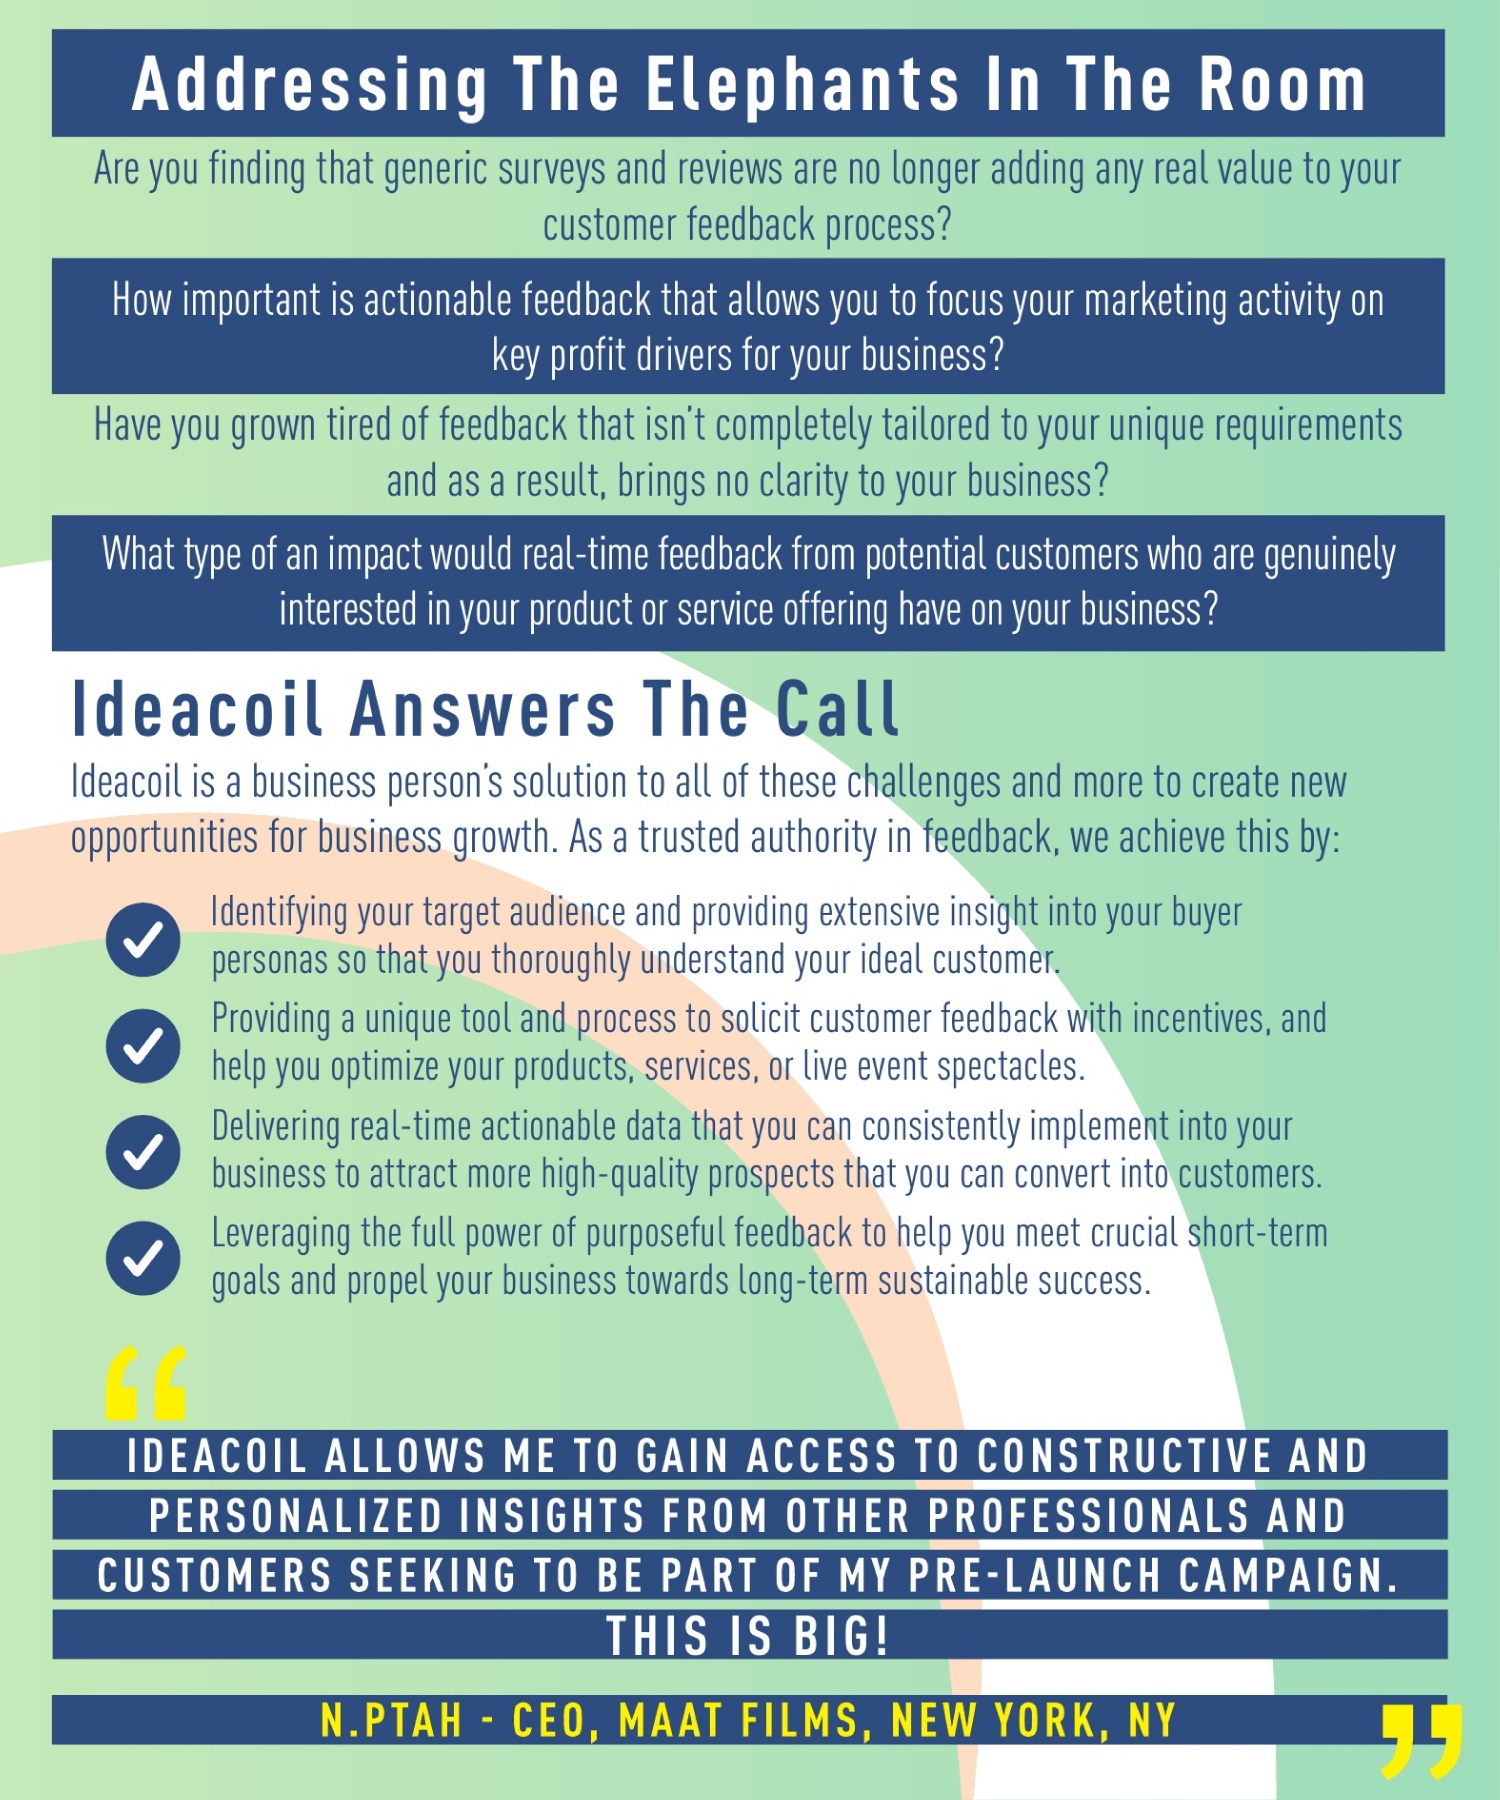 Addressing The Elephants In The Room
Are you finding that generic surveys and reviews are no longer adding any real value to your
customer feedback process?
How important is actionable feedback that allows you to focus your marketing activity on
key profit drivers for your business?
Have you grown tired of feedback that isn't completely tailored to your unique requirements
and as a result, brings no clarity to your business?
What type of an impact would real-time feedback from potential customers who are genuinely
interested in your product or service offering have on your business?
Ideacoil Answers The Call
Ideacoil is a business person's solution to all of these challenges and more to create new
opportunities for business growth. As a trusted authority in feedback, we achieve this by:
Identifying your target audience and providing extensive insight into your buyer
personas so that you thoroughly understand your ideal customer.
Providing a unique tool and process to solicit customer feedback with incentives, and
help you optimize your products, services, or live event spectacles.
Delivering real-time actionable data that you can consistently implement into your
business to attract more high-quality prospects that you can convert into customers.
Leveraging the full power of purposeful feedback to help you meet crucial short-term
goals and propel your business towards long-term sustainable success.
“
IDEACOIL ALLOWS ME TO GAIN ACCESS TO CONSTRUCTIVE AND
PERSONALIZED INSIGHTS FROM OTHER PROFESSIONALS AND
CUSTOMERS SEEKING TO BE PART OF MY PRE-LAUNCH CAMPAIGN.
THIS IS BIG!
N.PTAH - CEO, MAAT FILMS, NEW YORK, NY
”